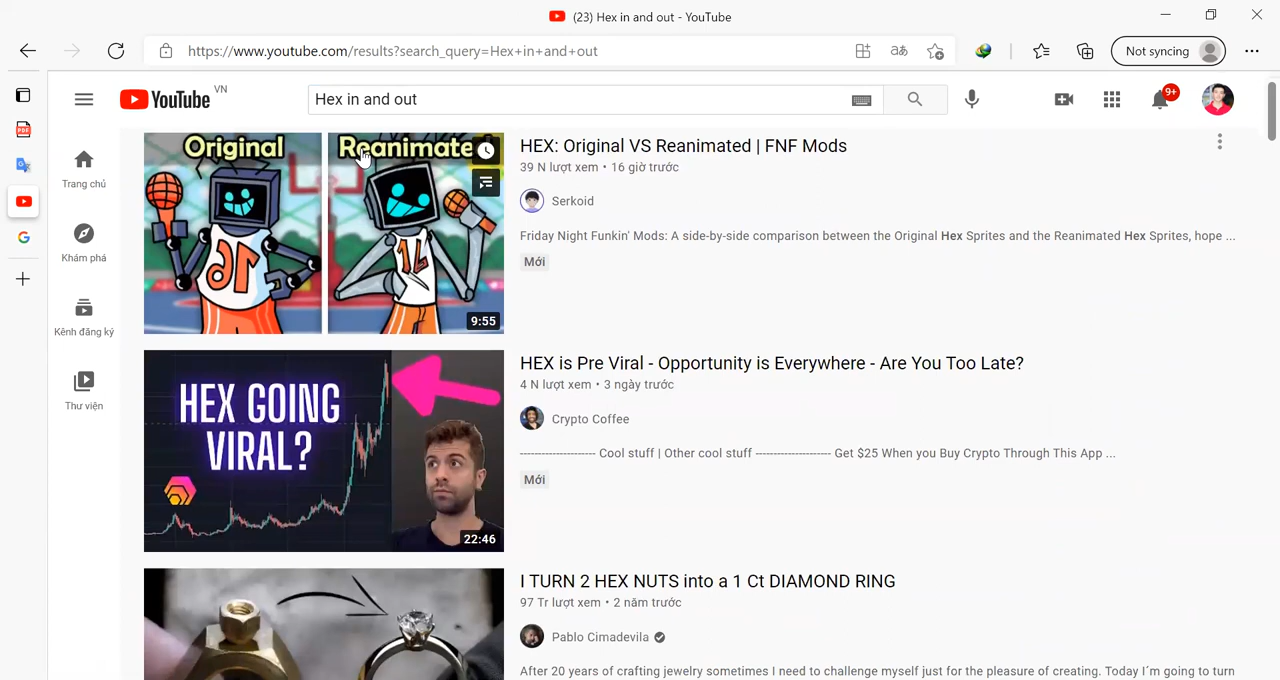 (23) Hex in and out - YouTube
https://www.youtube.com/results?search_query=Hex+in+and+out
Not syncing
YouTube VN
Hex in and out
9+
Trang chủ
Khám phá
Kênh đăng ký
Thư viện
Original
Reanimate
16
16
9:55
HEX: Original VS Reanimated | FNF Mods
39 N lượt xem • 16 giờ trước
Serkoid
Friday Night Funkin' Mods: A side-by-side comparison between the Original Hex Sprites and the Reanimated Hex Sprites, hope ...
Mới
HEX GOING
VIRAL?
22:46
HEX is Pre Viral - Opportunity is Everywhere - Are You Too Late?
4 N lượt xem • 3 ngày trước
Crypto Coffee
--------------------- Cool stuff | Other cool stuff --------------------- Get $25 When you Buy Crypto Through This App ...
Mới
I TURN 2 HEX NUTS into a 1 Ct DIAMOND RING
97 Tr lượt xem • 2 năm trước
Pablo Cimadevila
After 20 years of crafting jewelry sometimes I need to challenge myself just for the pleasure of creating. Today I´m going to turn